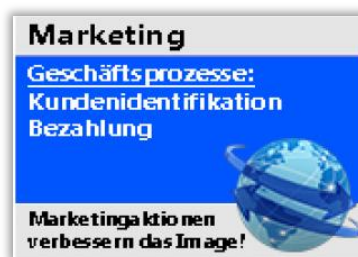 Marketing
Geschäftsprozesse:
Kundenidentifikation
Bezahlung
Marketingaktionen
verbessern das Image!